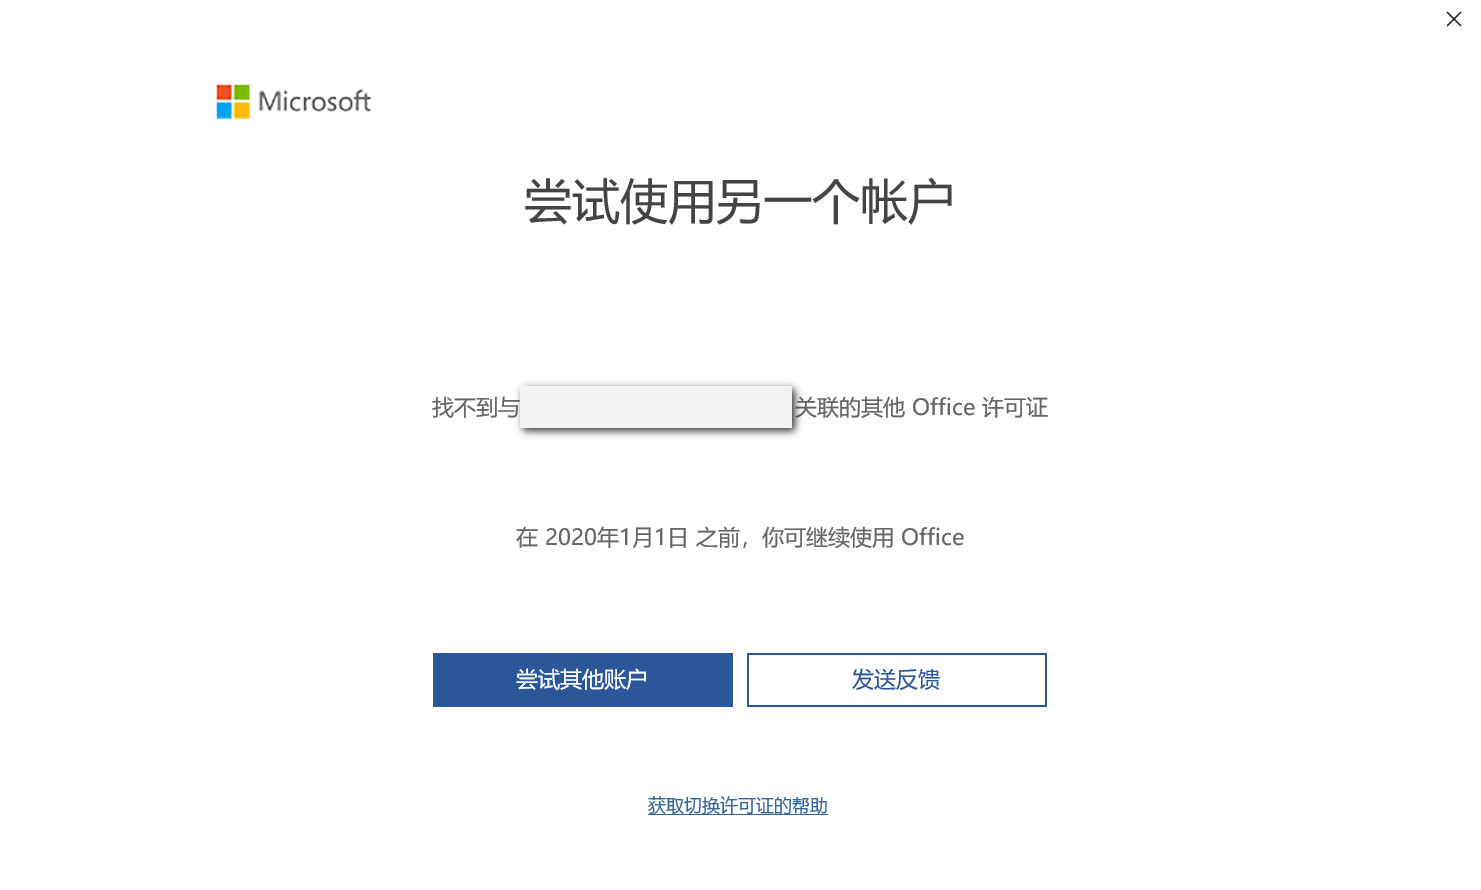 Microsoft
尝试使用另一个帐户
找不到与 关联的其他 Office 许可证
在 2020年1月1日 之前，你可继续使用 Office
尝试其他账户
发送反馈
获取切换许可证的帮助